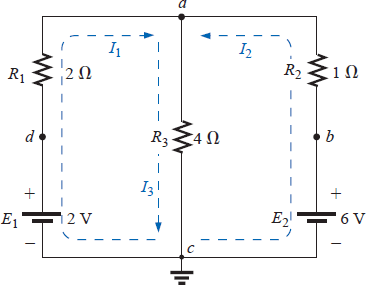 a
I₁ I₂
R₁ 2 Ω R₂ 1 Ω
d R₃ 4 Ω b
I₃
+ +
E₁ 2 V E₂ 6 V
– c –